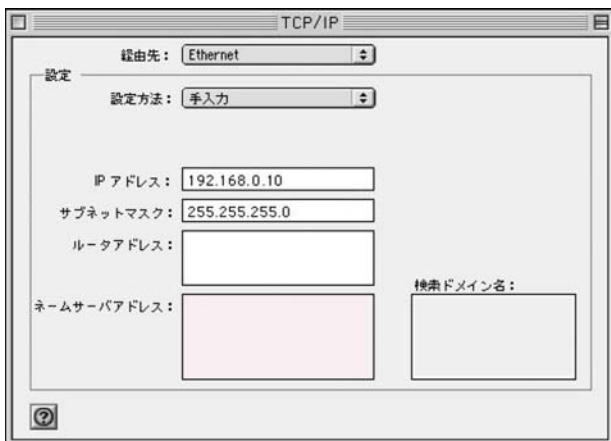 TCP/IP
経由先: Ethernet
設定
設定方法: 手入力
IP アドレス: 192.168.0.10
サブネットマスク: 255.255.255.0
ルータアドレス:
検索ドメイン名:
ネームサーバアドレス:
?